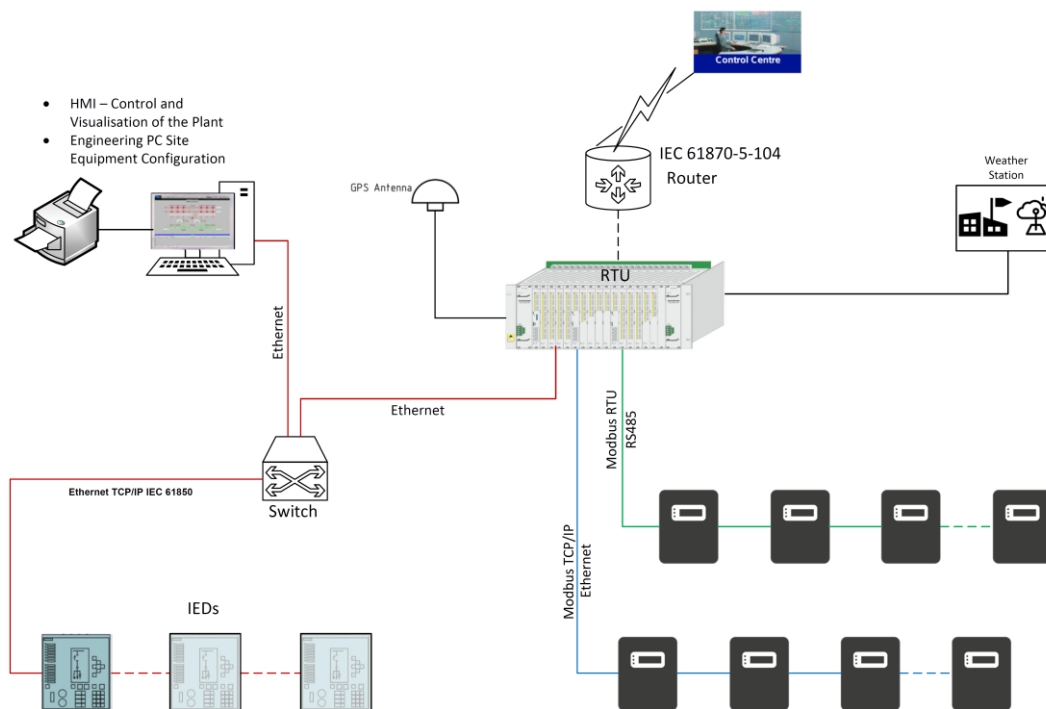 Control Centre
HMI – Control and
Visualisation of the Plant
Engineering PC Site
Equipment Configuration
IEC 61870-5-104
Router
Weather
Station
GPS Antenna
RTU
Ethernet
Ethernet
Modbus RTU
RS485
Ethernet TCP/IP IEC 61850
Switch
Modbus TCP/IP
Ethernet
IEDs